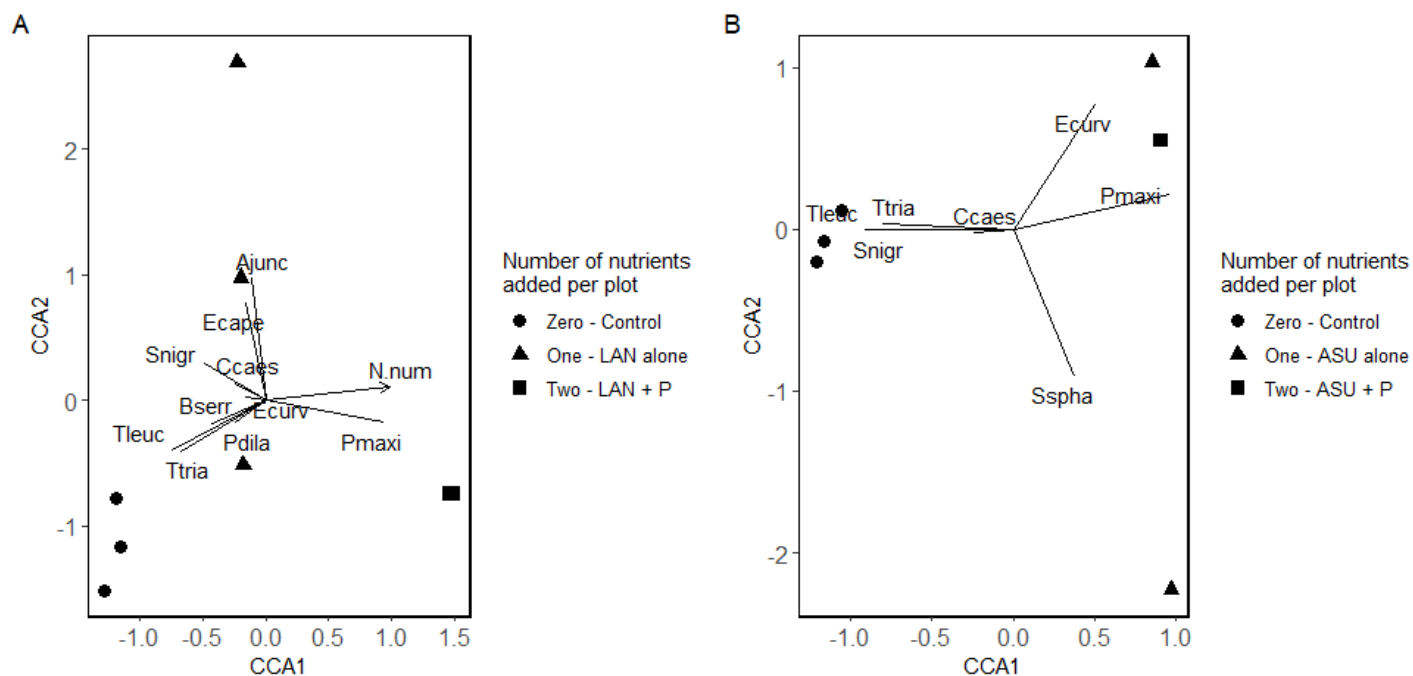 A
CCA2
2
1
0
-1
Ajunc
Ecape
Snigr
Ccaes
N.num
Bserr
Ecurv
Tleuc
Pdila
Pmaxi
Ttria
-1.0
-0.5
0.0
0.5
1.0
1.5
CCA1
Number of nutrients
added per plot
Zero - Control
One - LAN alone
Two - LAN + P
B
CCA2
1
0
-1
-2
Ecurv
Pmaxi
Tleuc
Ttria
Ccaes
Snigr
Sspha
-1.0
-0.5
0.0
0.5
1.0
CCA1
Number of nutrients
added per plot
Zero - Control
One - ASU alone
Two - ASU + P